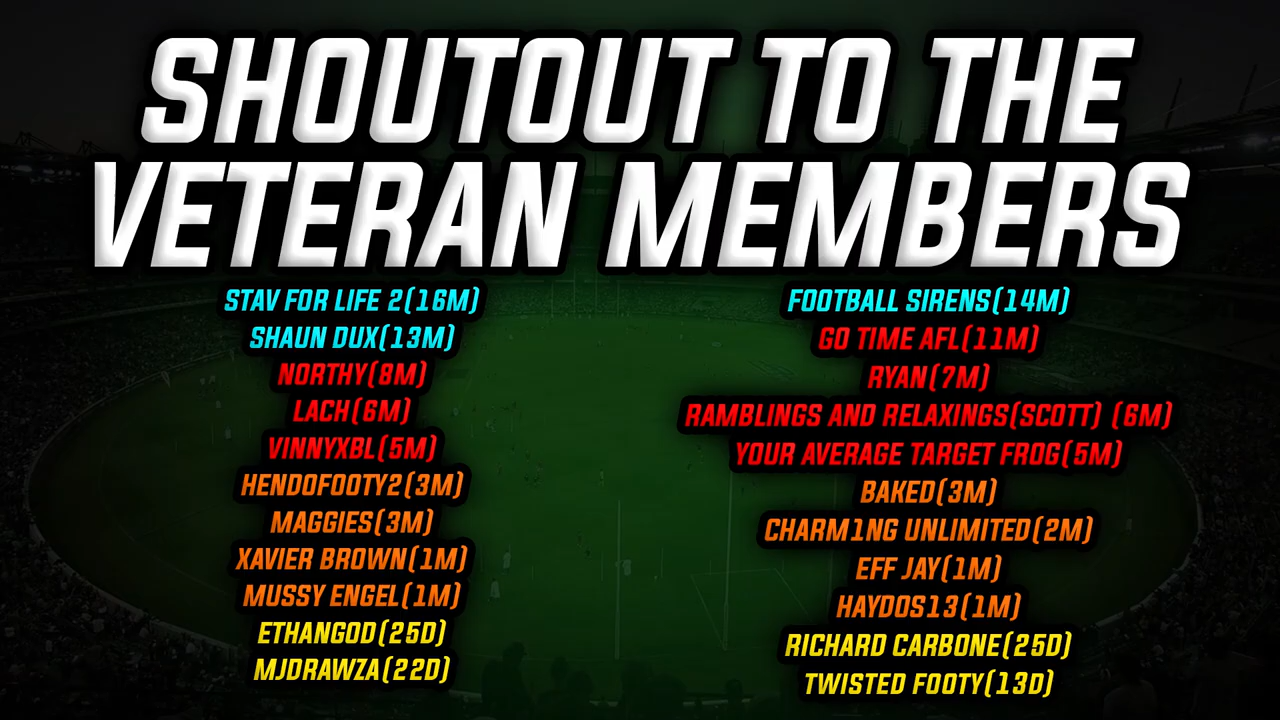 SHOUTOUT TO THE
VETERAN MEMBERS
STAV FOR LIFE 2(16M)
SHAUN DUX(13M)
NORTHY(8M)
LACH(6M)
VINNYXBL(5M)
HENDOFOOTY2(3M)
MAGGIES(3M)
XAVIER BROWN(1M)
MUSSY ENGEL(1M)
ETHANGOD(25D)
MJDRAWZA(22D)
FOOTBALL SIRENS(14M)
GO TIME AFL(11M)
RYAN(7M)
RAMBLINGS AND RELAXINGS(SCOTT) (6M)
YOUR AVERAGE TARGET FROG(5M)
BAKED(3M)
CHARM1NG UNLIMITED(2M)
EFF JAY(1M)
HAYDOS13(1M)
RICHARD CARBONE(25D)
TWISTED FOOTY(13D)